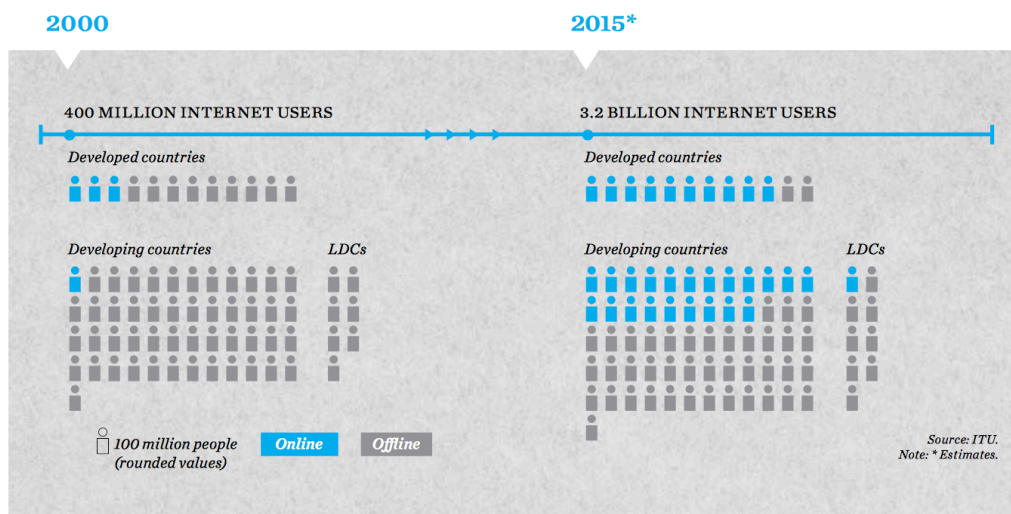 2000
2015*
400 MILLION INTERNET USERS
3.2 BILLION INTERNET USERS
Developed countries
Developed countries
Developing countries
LDCs
Developing countries
LDCs
100 million people
(rounded values)
Online
Offline
Source: ITU.
Note: * Estimates.